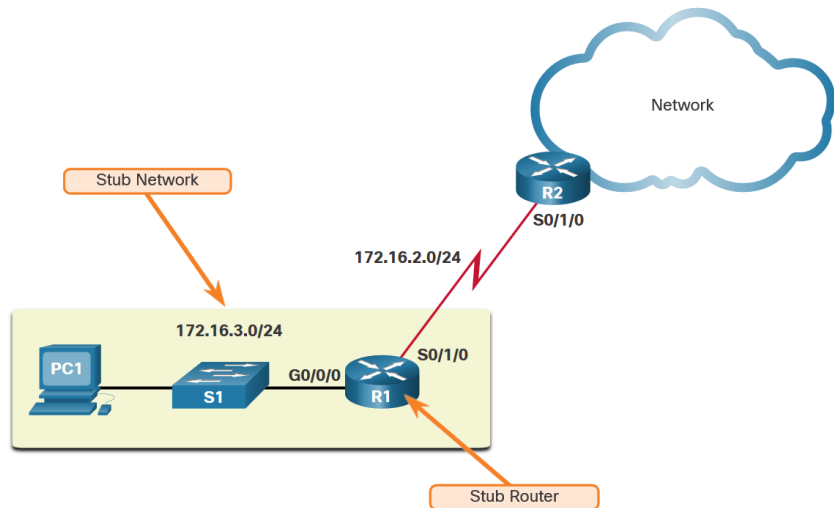 Network
Stub Network
R2
S0/1/0
172.16.2.0/24
172.16.3.0/24
S0/1/0
PC1
G0/0/0
S1
R1
Stub Router